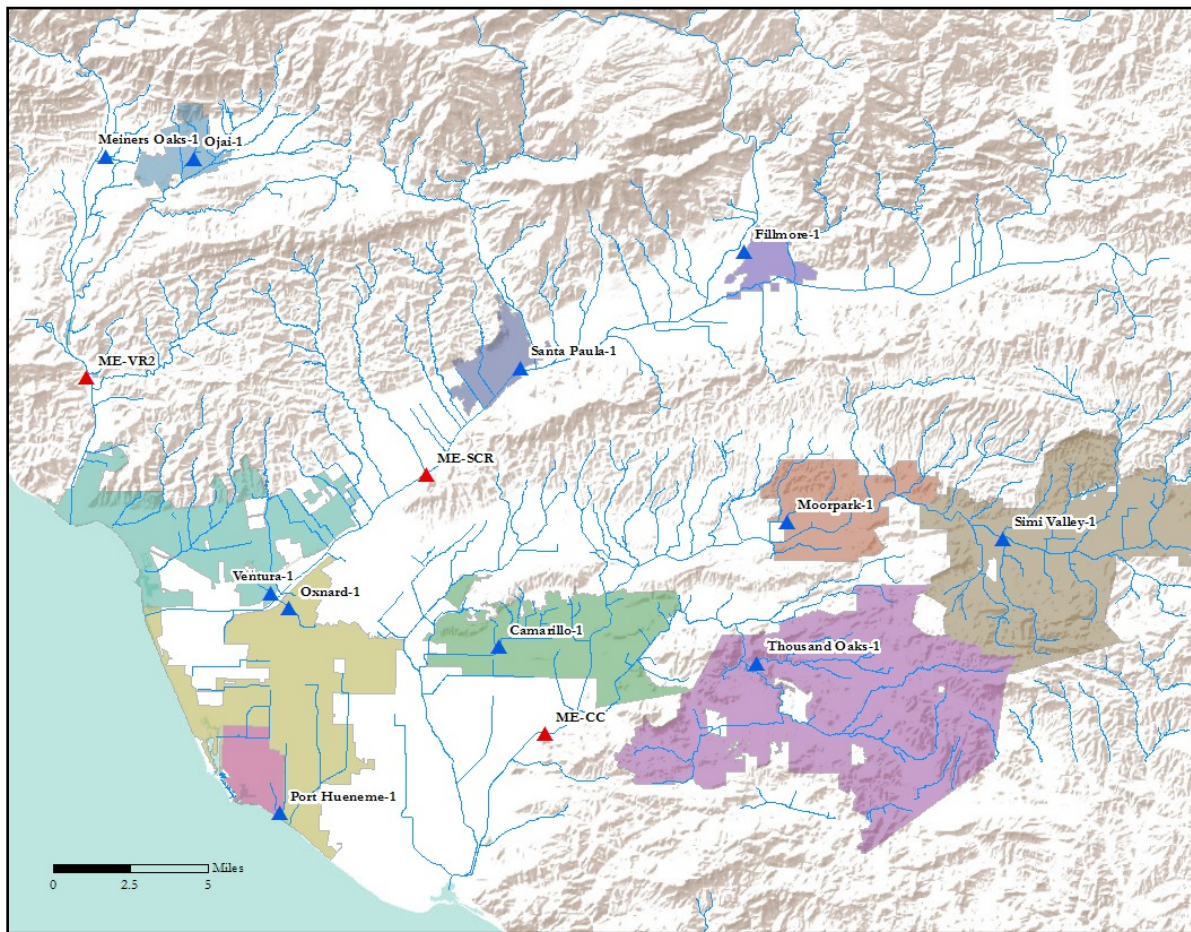 Meiners Oaks-1
Ojai-1
Fillmore-1
Santa Paula-1
ME-VR2
ME-SCR
Moorpark-1
Simi Valley-1
Ventura-1
Oxnard-1
Camarillo-1
Thousand Oaks-1
ME-CC
Port Hueneme-1
Miles
0 2.5 5